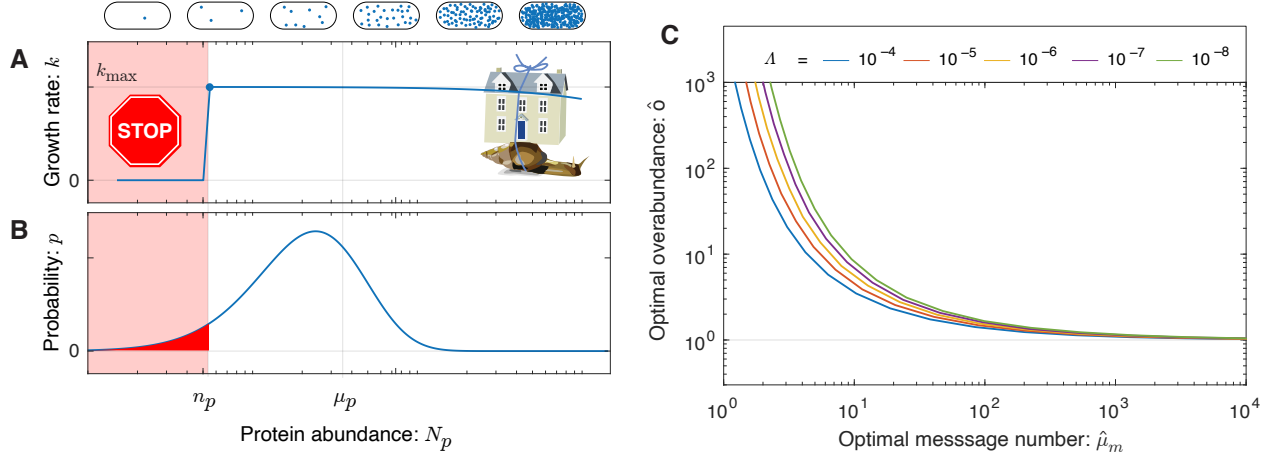 A
Growth rate: k
k_max
0
STOP
B
Probability: p
0
n_p
μ_p
Protein abundance: N_p
C
Λ = 10^-4 10^-5 10^-6 10^-7 10^-8
Optimal overabundance: ô
10^3
10^2
10^1
10^0
10^0 10^1 10^2 10^3 10^4
Optimal messsage number: μ̂_m